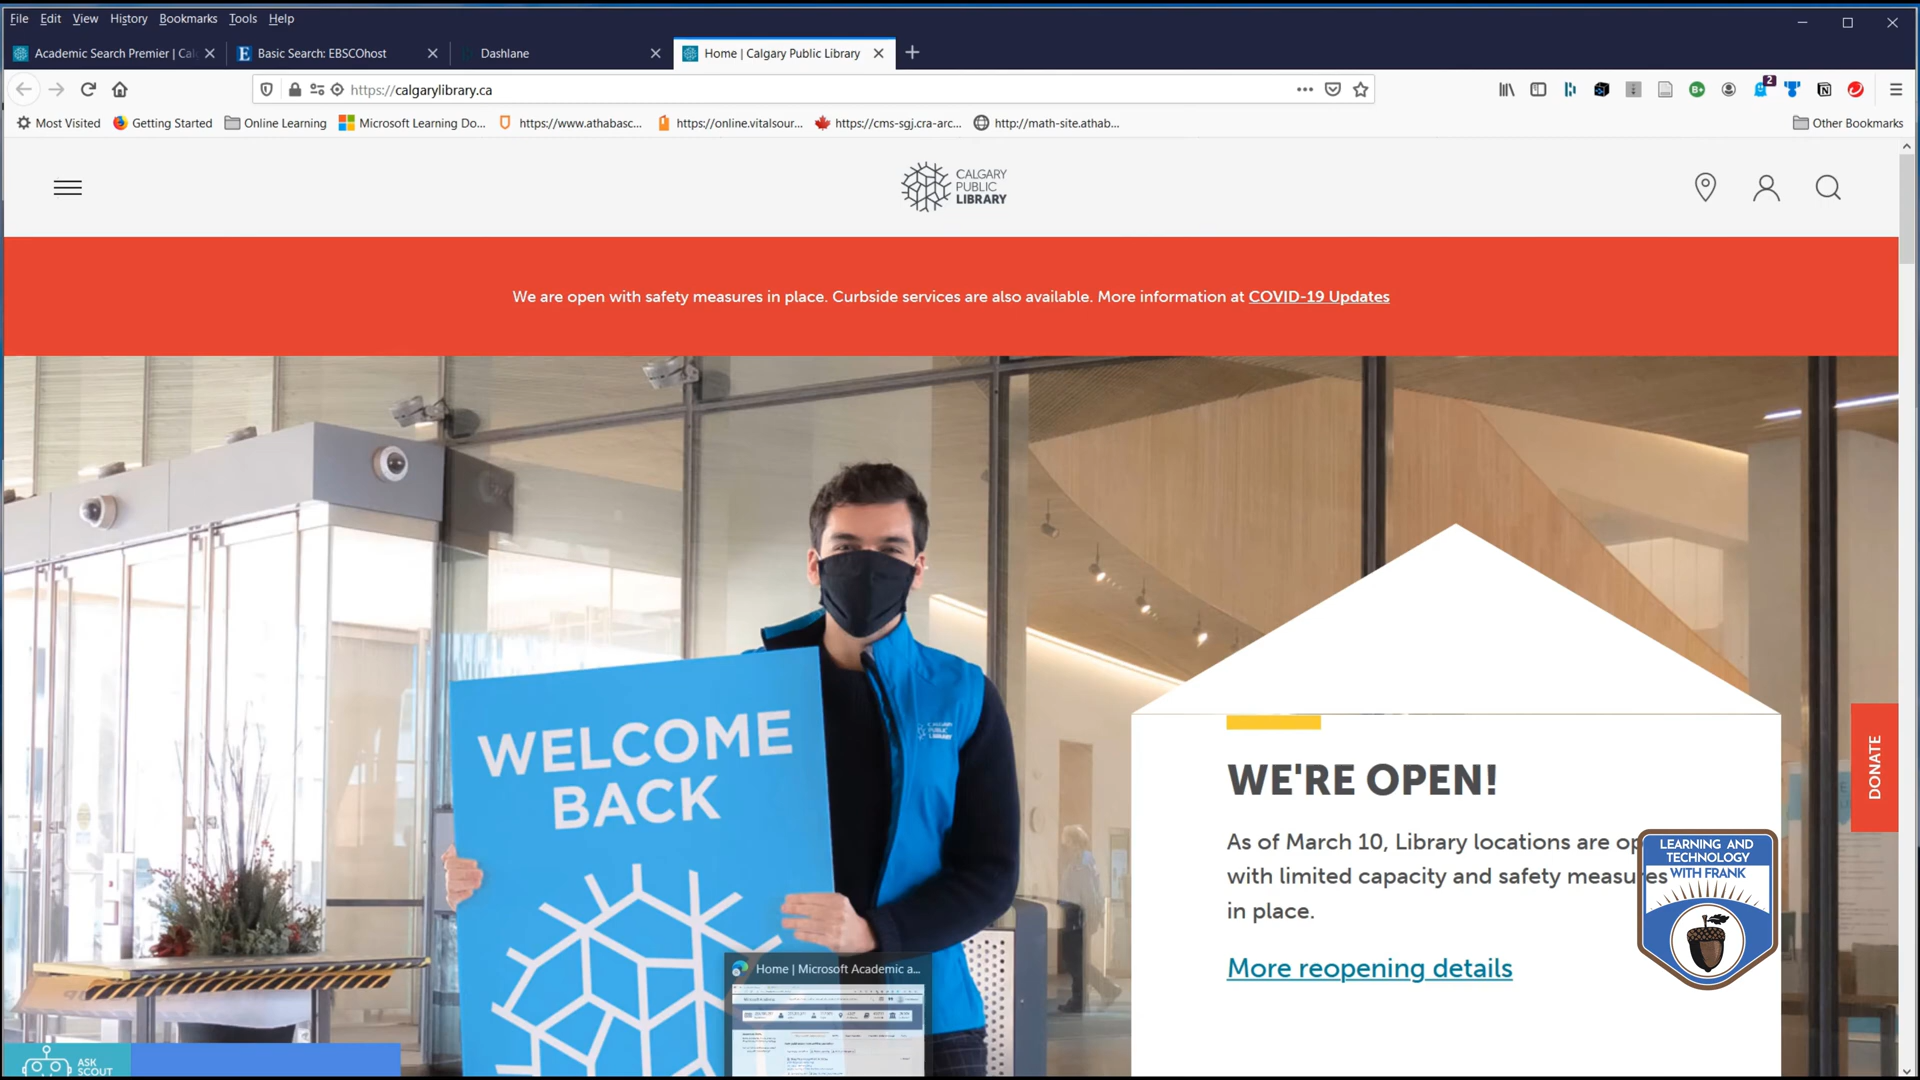 File Edit View History Bookmarks Tools Help
Academic Search Premier | Cal
Basic Search: EBSCOhost
Dashlane
Home | Calgary Public Library
https://calgarylibrary.ca
2
Most Visited
Getting Started
Online Learning
Microsoft Learning Do...
https://www.athabasc...
https://online.vitalsour...
https://cms-sgj.cra-arc...
http://math-site.athab...
Other Bookmarks
CALGARY
PUBLIC
LIBRARY
We are open with safety measures in place. Curbside services are also available. More information at COVID-19 Updates
WELCOME
BACK
CALGARY
PUBLIC
LIBRARY
DONATE
WE'RE OPEN!
As of March 10, Library locations are op
with limited capacity and safety measures
in place.
More reopening details
LEARNING AND
TECHNOLOGY
WITH FRANK
Home | Microsoft Academic a...
ASK
SCOUT